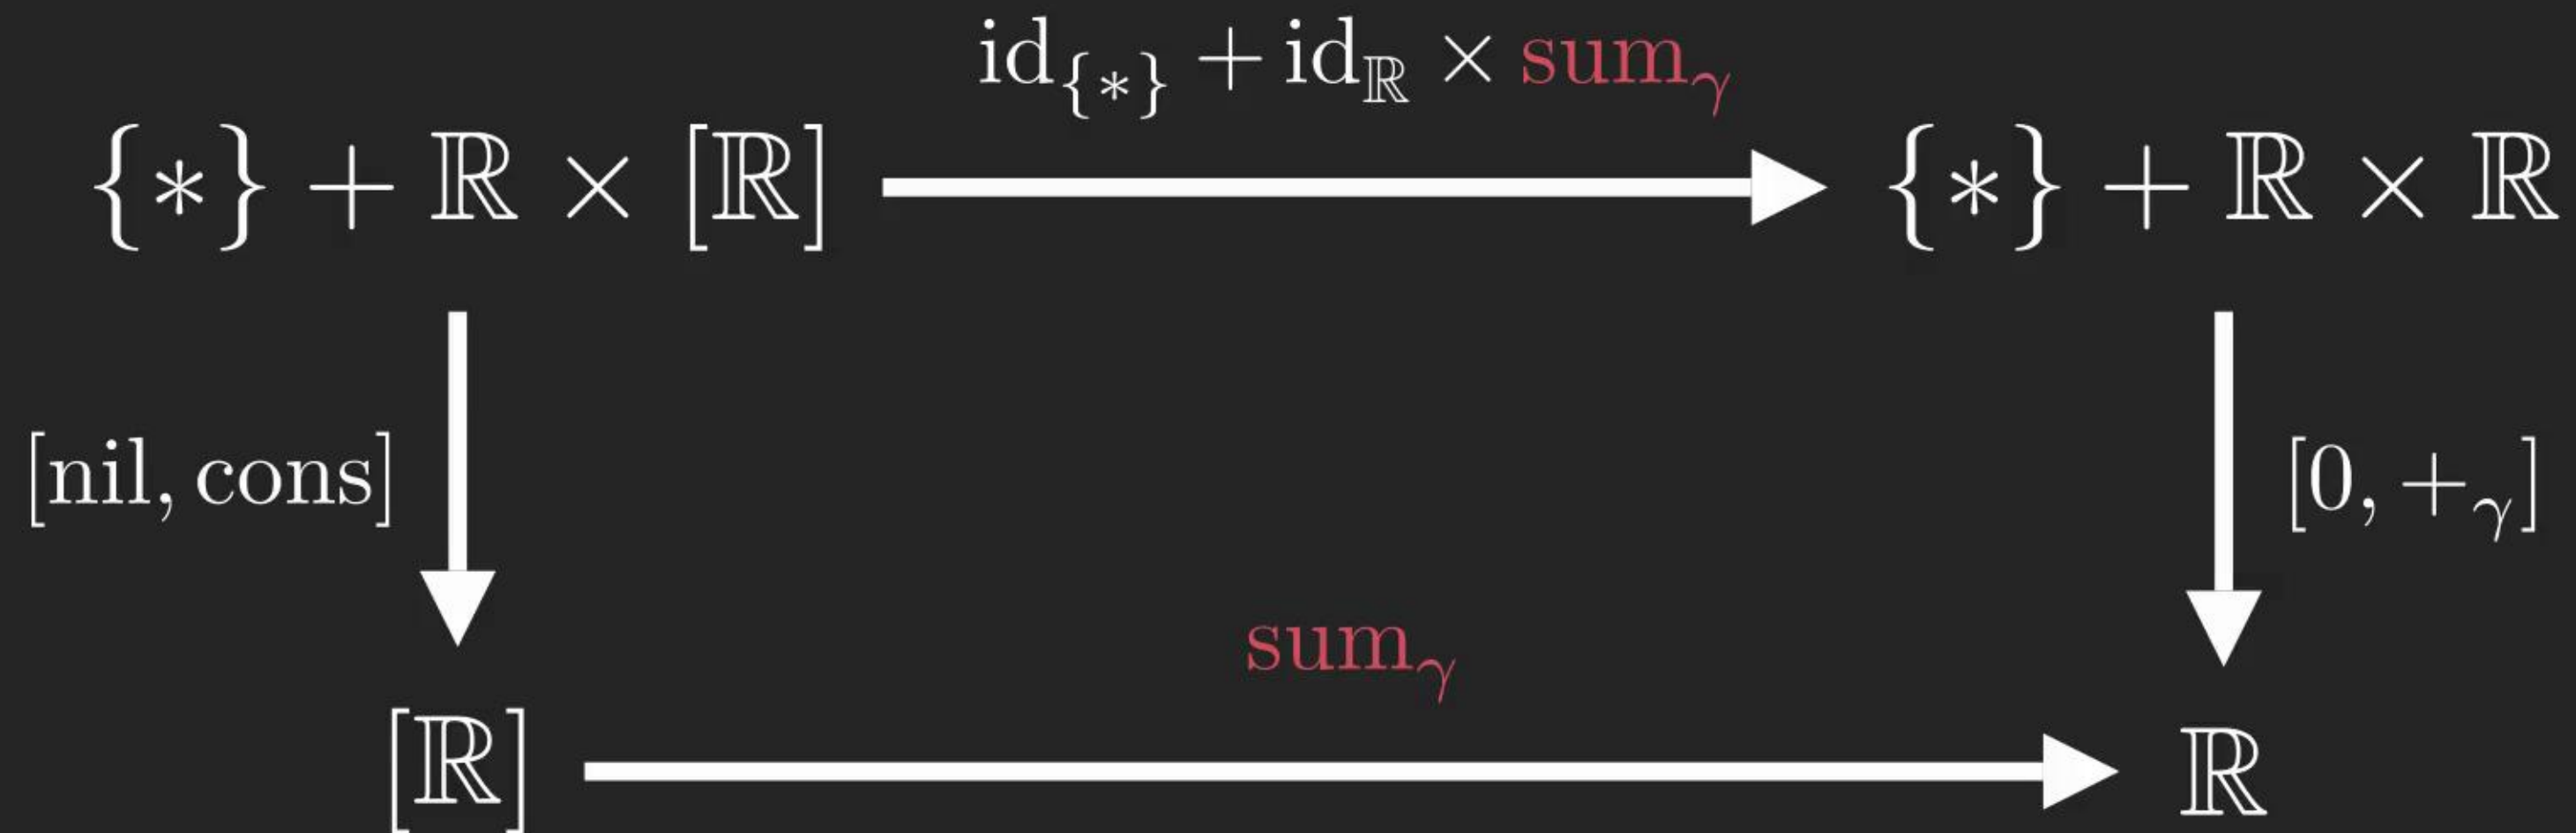 id_{∗} + id_ℝ × sum_γ
{∗} + ℝ × [ℝ]
{∗} + ℝ × ℝ
[nil, cons]
[0, +_γ]
sum_γ
[ℝ]
ℝ